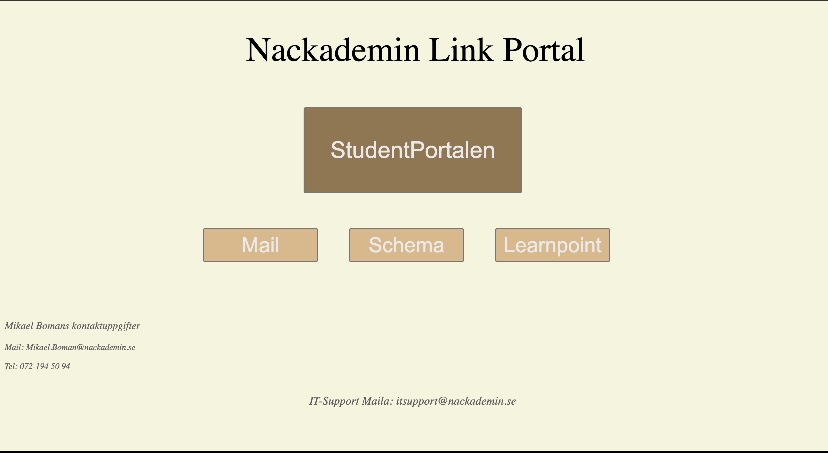 Nackademin Link Portal
StudentPortalen
Mail
Schema
Learnpoint
Mikael Bomans kontaktuppgifter
Mail: Mikael.Boman@nackademin.se
Tel: 072-194 50 94
IT-Support Maila: itsupport@nackademin.se